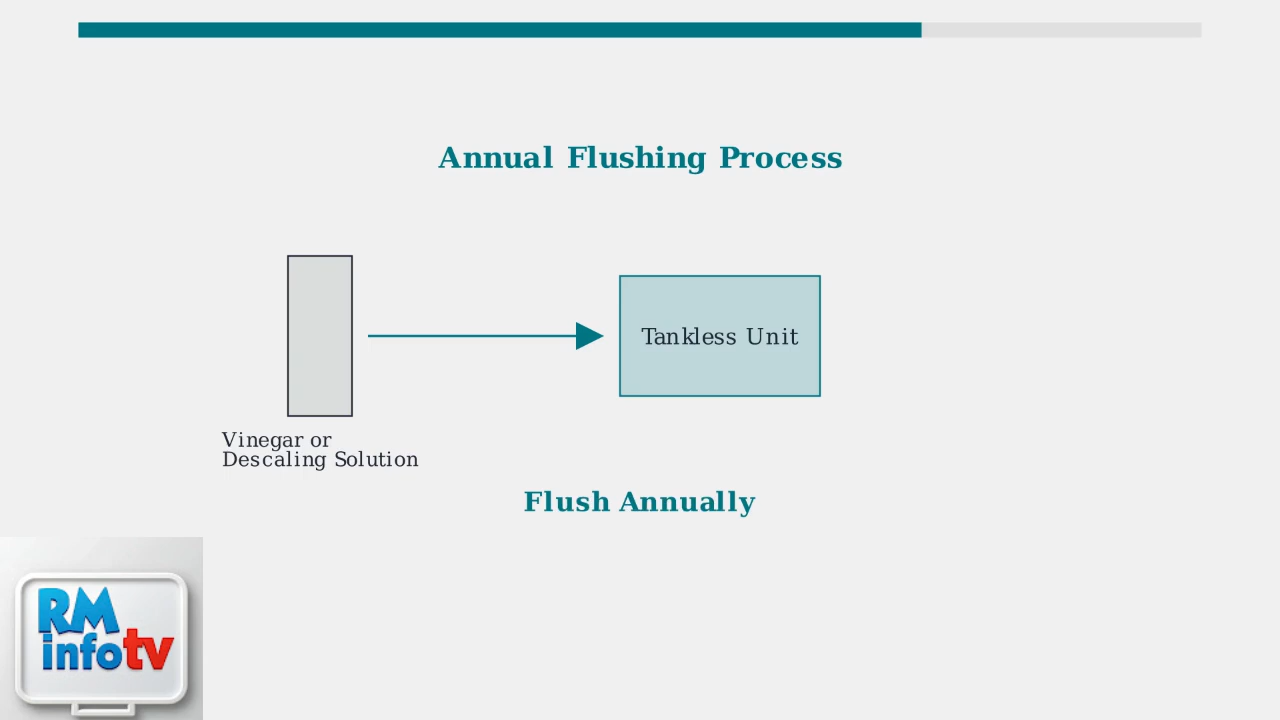 Annual Flushing Process
Tankless Unit
Vinegar or
Descaling Solution
Flush Annually
RM
infotv